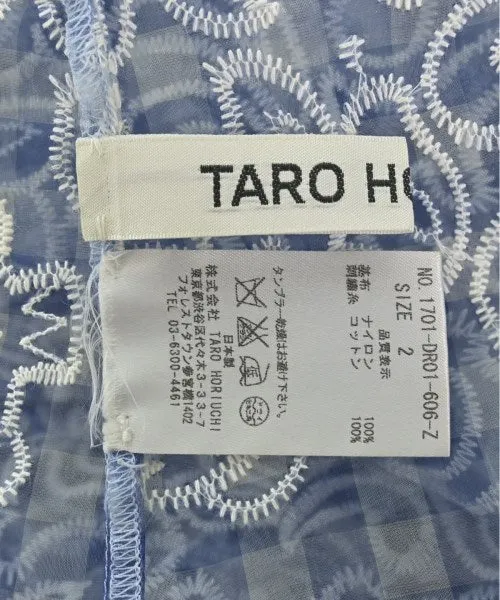 TARO HO
NO. 1701-DR01-606-Z
SIZE 2
品質表示
基布 ナイロン 100%
刺繍糸 コットン 100%
タンブラー乾燥はお避け下さい。
日本製
株式会社 TARO HORIUCHI
東京都渋谷区代々木3-33-7
フォレストタウン参宮橋1402
TEL 03-6300-4461